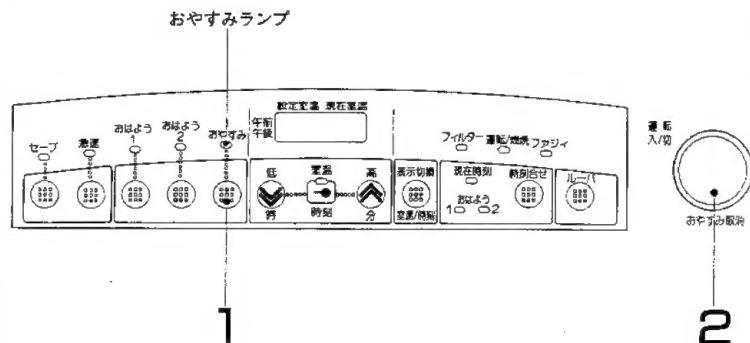 おやすみランプ
設定室温 現在室温
午前
午後
セーブ
急速
おはよう
1
おはよう
2
おやすみ
フィルター 運転/燃焼 ファジィ
運転
入/切
低
室温
高
表示切換
現在時刻
時刻合せ
ルーバ
時
時刻
分
室温/時刻
おはよう
1 2
おやすみ取消
1
2